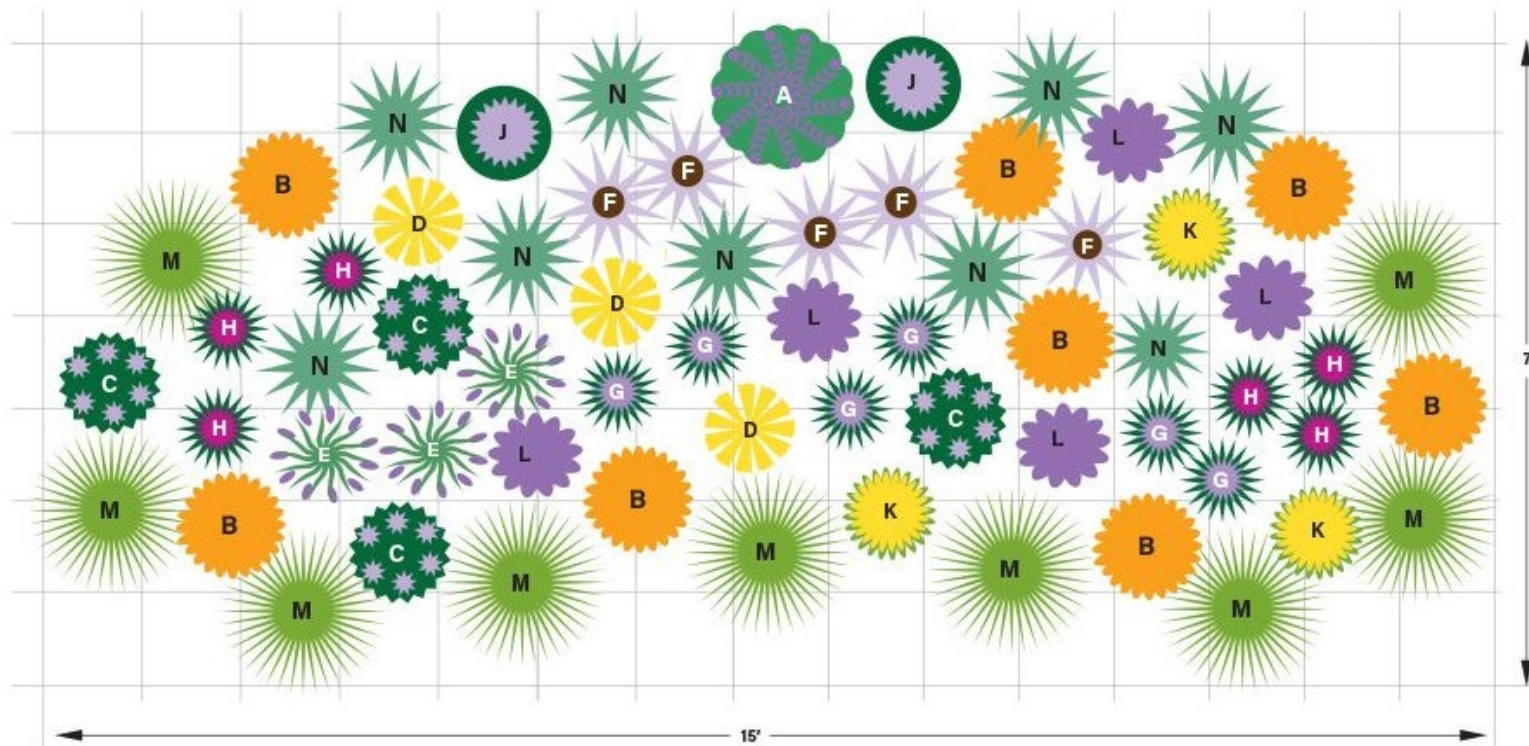 N J N A J N L N
B F F F B B
D F F K
M H N N N M
H C D L L
G G B N
C N E G G H H B
H E E L D C L G H
7
M B B K G K M
C M M B
M M M
15′